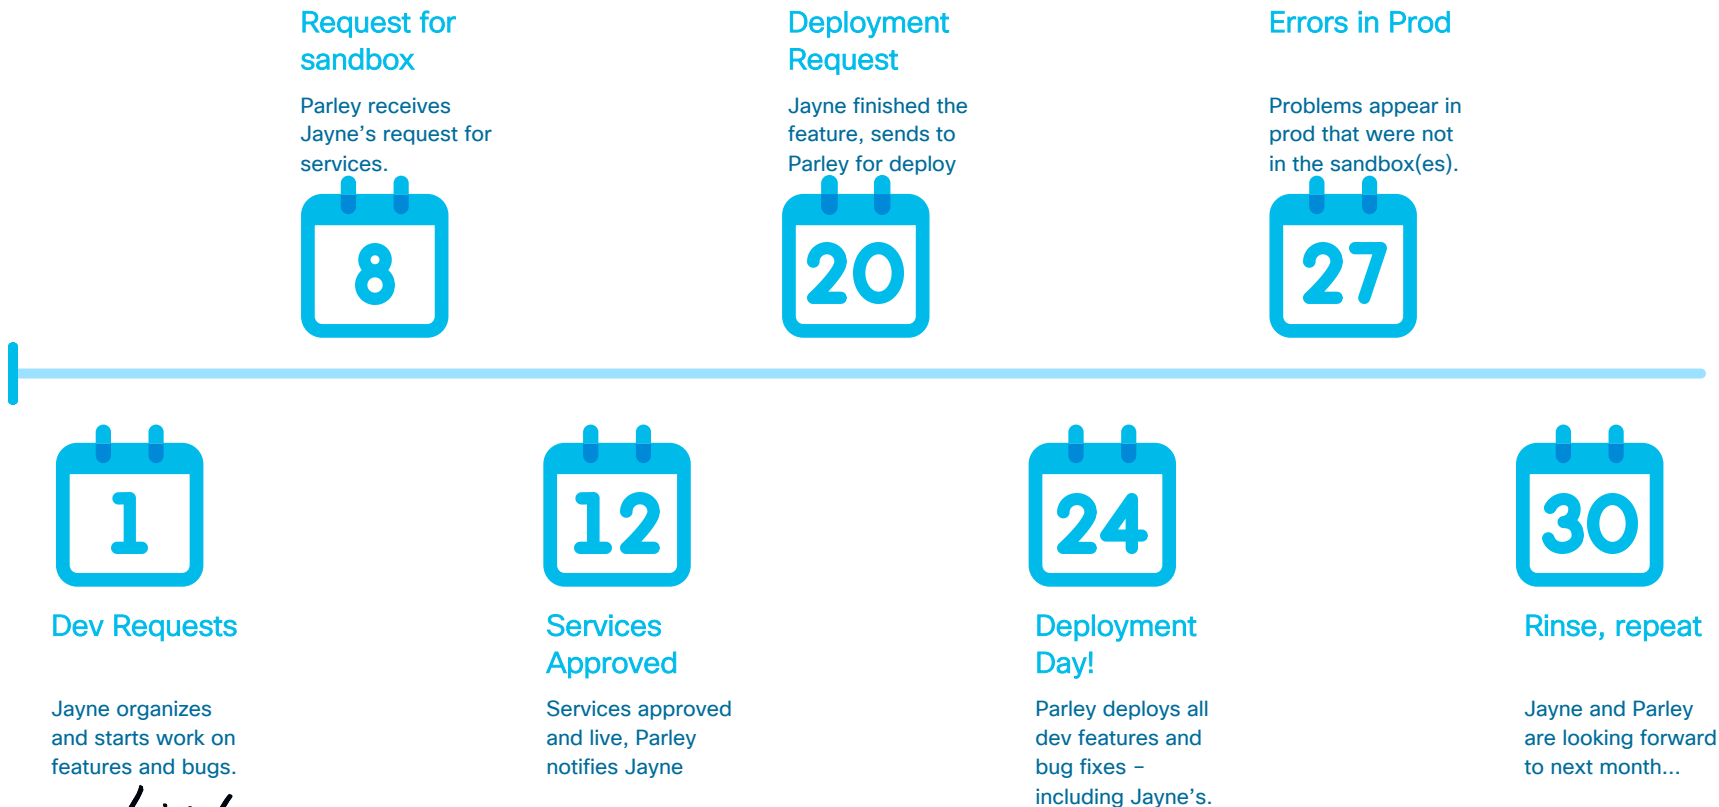 Request for
sandbox
Parley receives
Jayne’s request for
services.
8
Deployment
Request
Jayne finished the
feature, sends to
Parley for deploy
20
Errors in Prod
Problems appear in
prod that were not
in the sandbox(es).
27
1
Dev Requests
Jayne organizes
and starts work on
features and bugs.
12
Services
Approved
Services approved
and live, Parley
notifies Jayne
24
Deployment
Day!
Parley deploys all
dev features and
bug fixes –
including Jayne’s.
30
Rinse, repeat
Jayne and Parley
are looking forward
to next month...